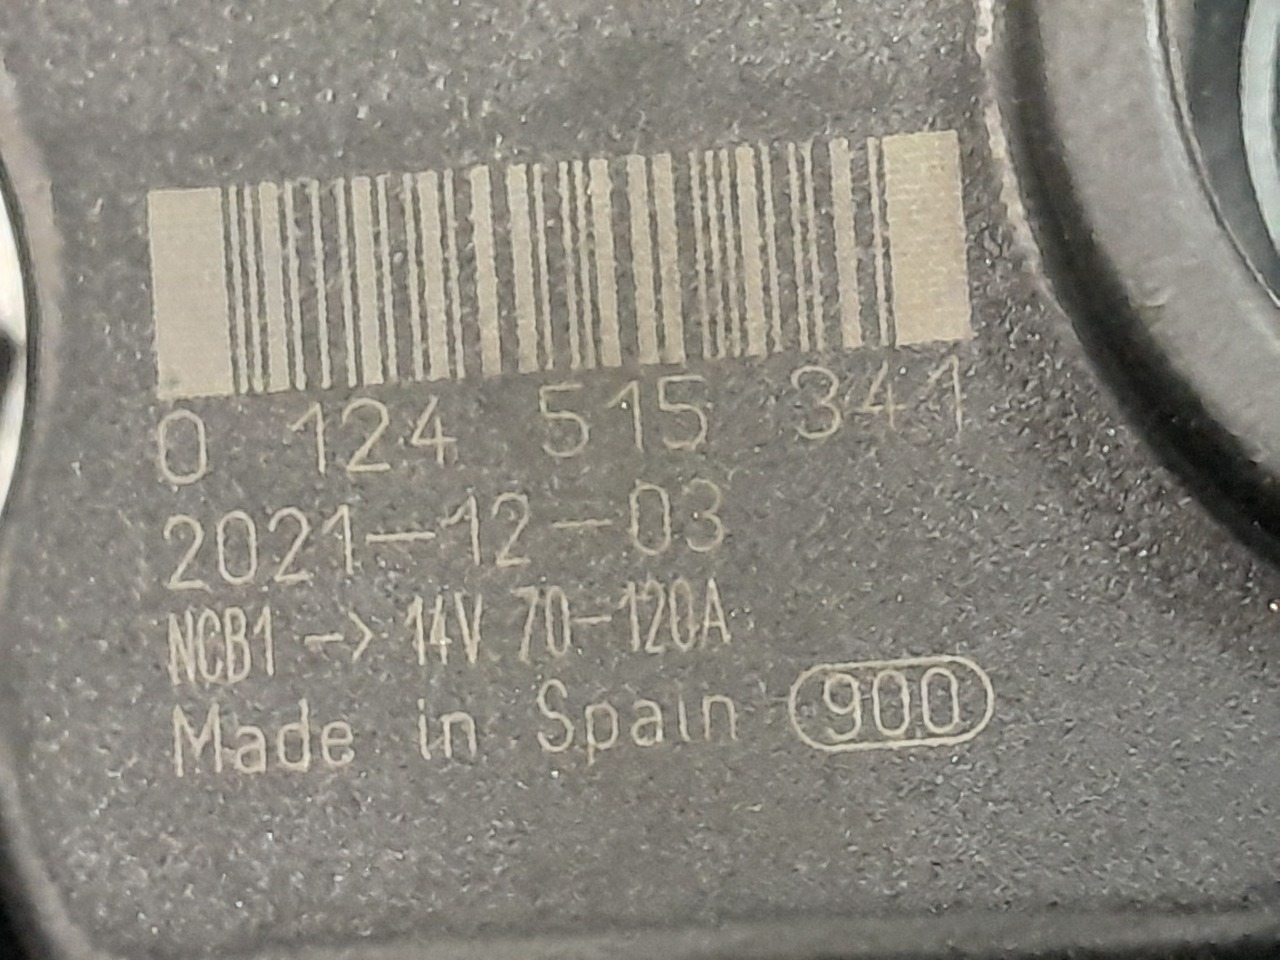 0 124 515 341
2021-12-03
NCB1 -> 14V 70-120A
Made in Spain 900